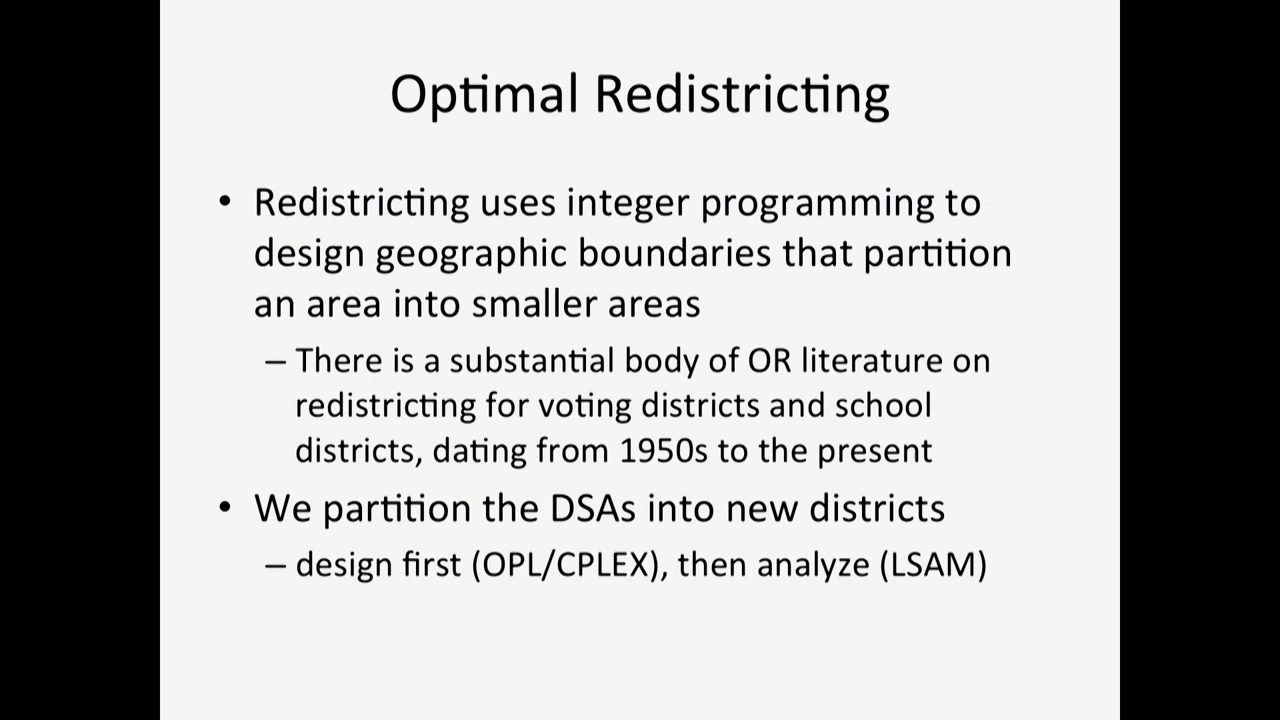 Optimal Redistricting
• Redistricting uses integer programming to
design geographic boundaries that partition
an area into smaller areas
– There is a substantial body of OR literature on
redistricting for voting districts and school
districts, dating from 1950s to the present
• We partition the DSAs into new districts
– design first (OPL/CPLEX), then analyze (LSAM)